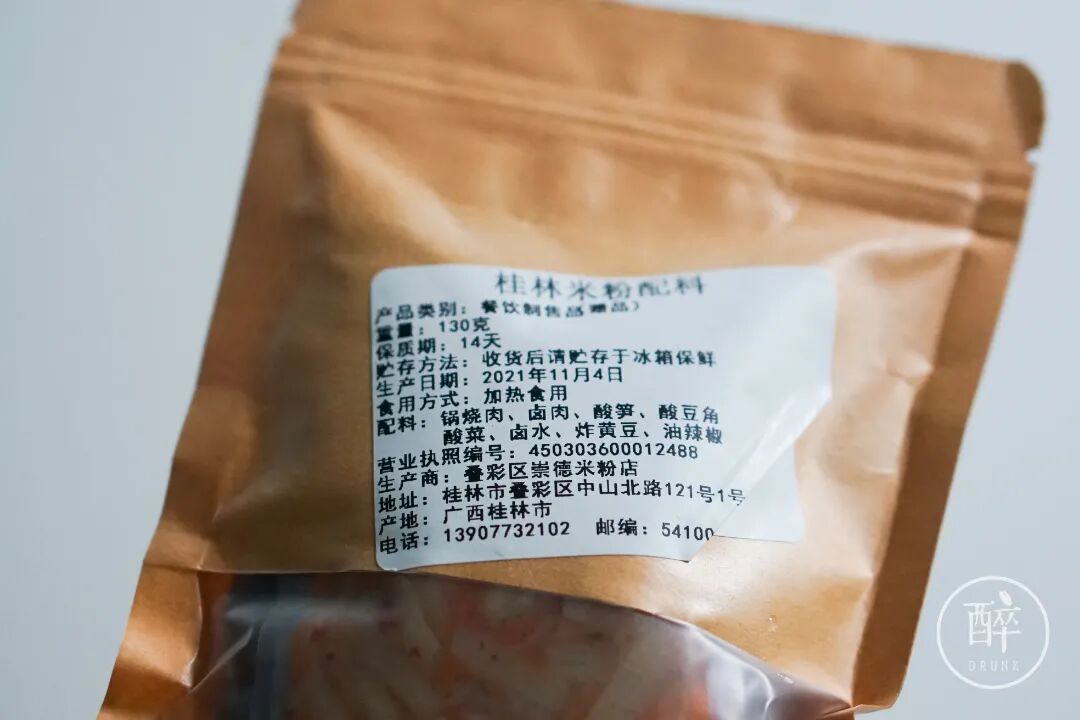 桂林米粉配料
产品类别：餐饮制售品赠品）
重量：130克
保质期：14天
贮存方法：收货后请贮存于冰箱保鲜
生产日期：2021年11月4日
食用方式：加热食用
配料：锅烧肉、卤肉、酸笋、酸豆角
酸菜、卤水、炸黄豆、油辣椒
营业执照编号：450303600012488
生产商：叠彩区崇德米粉店
地址：桂林市叠彩区中山北路121号1号
产地：广西桂林市
电话：13907732102 邮编：54100
醉
DRUNK